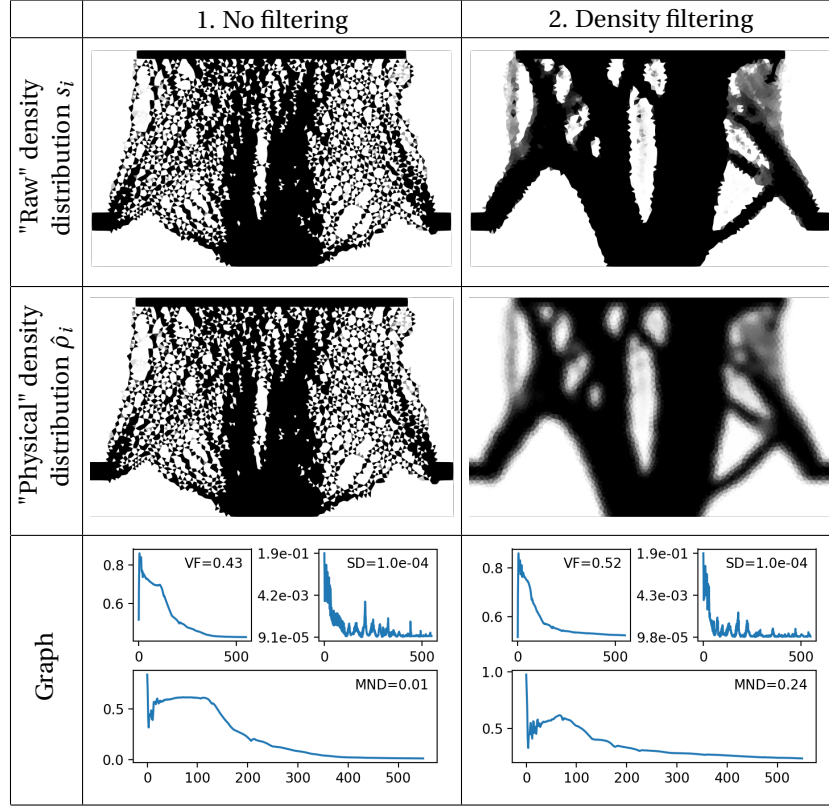 1. No filtering
2. Density filtering
"Raw" density
distribution s_i
"Physical" density
distribution ρ̂_i
Graph
VF=0.43
0.8
0.6
0
500
SD=1.0e-04
1.9e-01
4.2e-03
9.1e-05
0
500
MND=0.01
0.5
0.0
0
100
200
300
400
500
VF=0.52
0.8
0.6
0
500
SD=1.0e-04
1.9e-01
4.3e-03
9.8e-05
0
500
MND=0.24
1.0
0.5
0
100
200
300
400
500